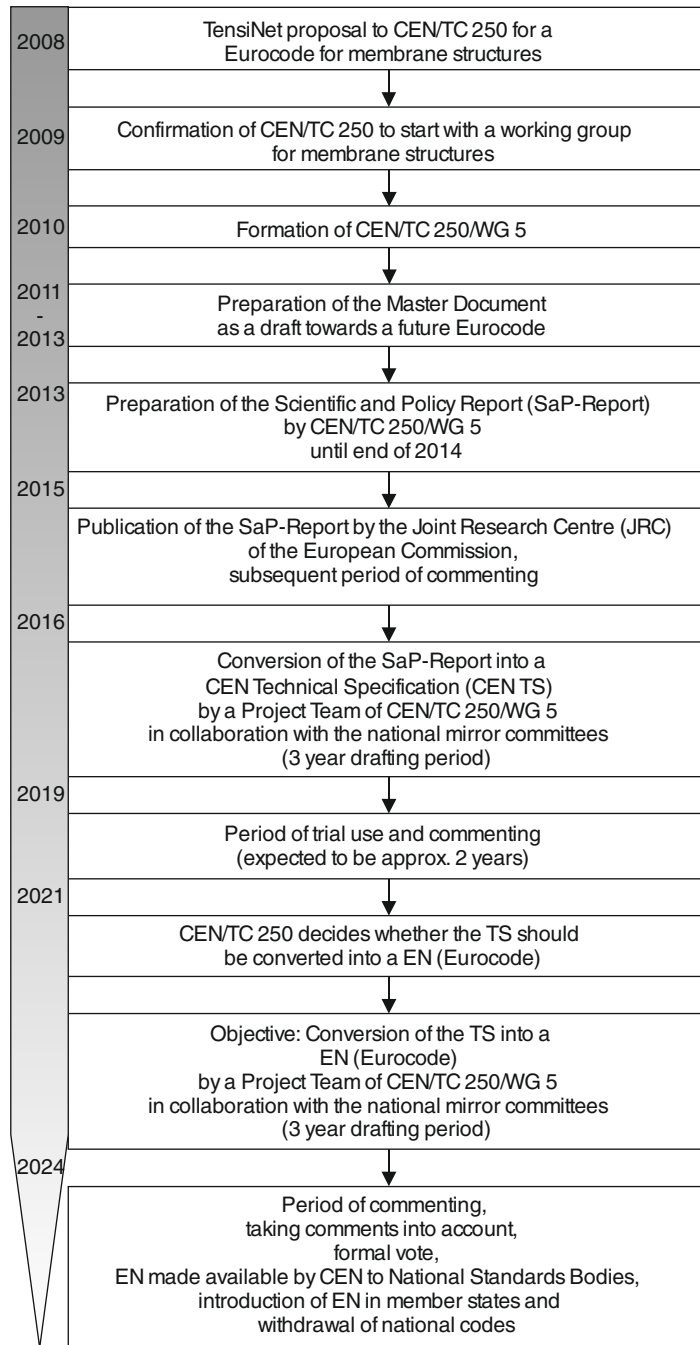 2008
TensiNet proposal to CEN/TC 250 for a
Eurocode for membrane structures
2009
Confirmation of CEN/TC 250 to start with a working group
for membrane structures
2010
Formation of CEN/TC 250/WG 5
2011
-
2013
Preparation of the Master Document
as a draft towards a future Eurocode
2013
Preparation of the Scientific and Policy Report (SaP-Report)
by CEN/TC 250/WG 5
until end of 2014
2015
Publication of the SaP-Report by the Joint Research Centre (JRC)
of the European Commission,
subsequent period of commenting
2016
Conversion of the SaP-Report into a
CEN Technical Specification (CEN TS)
by a Project Team of CEN/TC 250/WG 5
in collaboration with the national mirror committees
(3 year drafting period)
2019
Period of trial use and commenting
(expected to be approx. 2 years)
2021
CEN/TC 250 decides whether the TS should
be converted into a EN (Eurocode)
Objective: Conversion of the TS into a
EN (Eurocode)
by a Project Team of CEN/TC 250/WG 5
in collaboration with the national mirror committees
(3 year drafting period)
2024
Period of commenting,
taking comments into account,
formal vote,
EN made available by CEN to National Standards Bodies,
introduction of EN in member states and
withdrawal of national codes